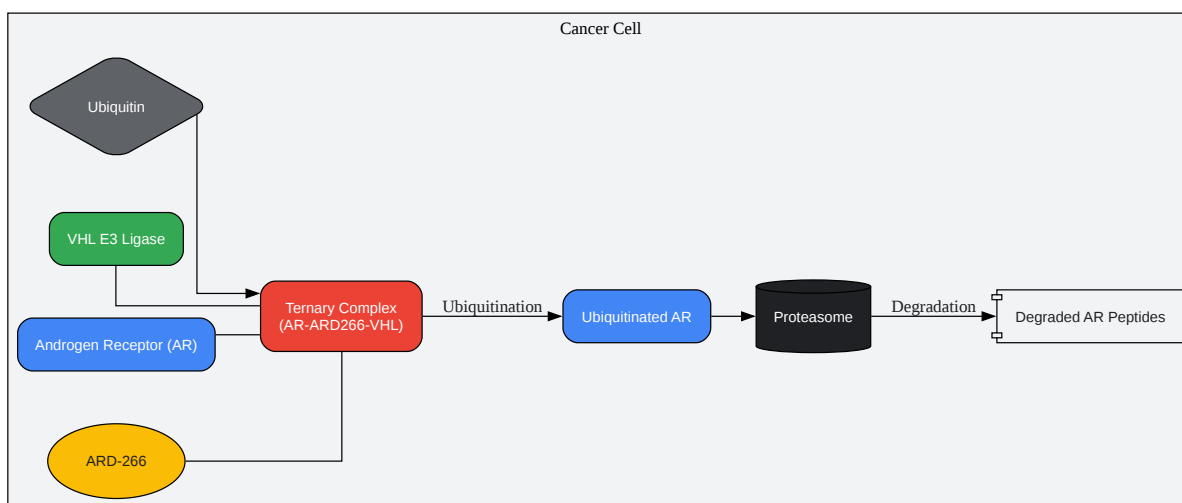 Cancer Cell
Ubiquitin
VHL E3 Ligase
Androgen Receptor (AR)
ARD-266
Ternary Complex
(AR-ARD266-VHL)
Ubiquitination
Ubiquitinated AR
Proteasome
Degradation
Degraded AR Peptides